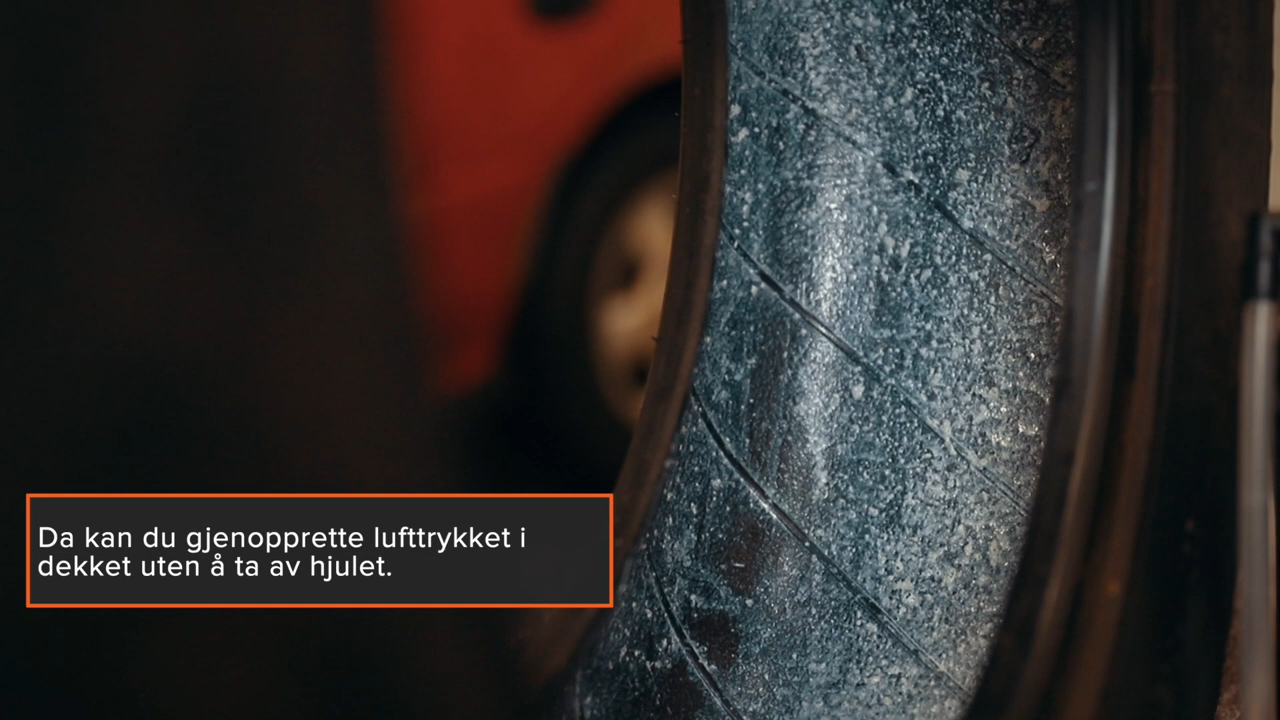 Da kan du gjenopprette lufttrykket i
dekket uten å ta av hjulet.